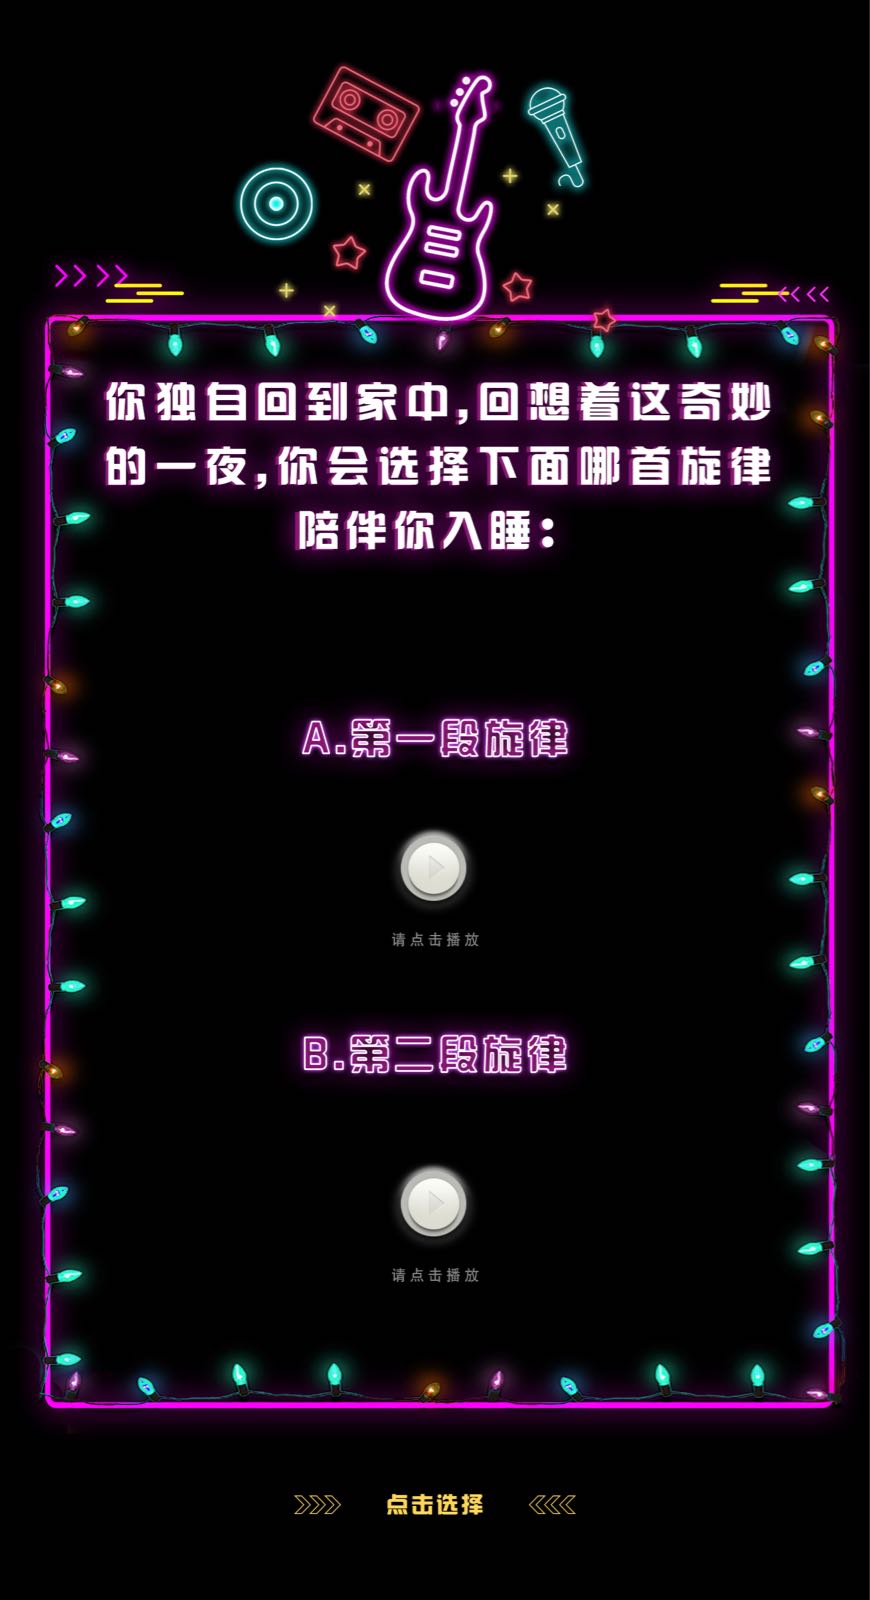 你独自回到家中,回想着这奇妙
的一夜,你会选择下面哪首旋律
陪伴你入睡:
A.第一段旋律
请点击播放
B.第二段旋律
请点击播放
点击选择